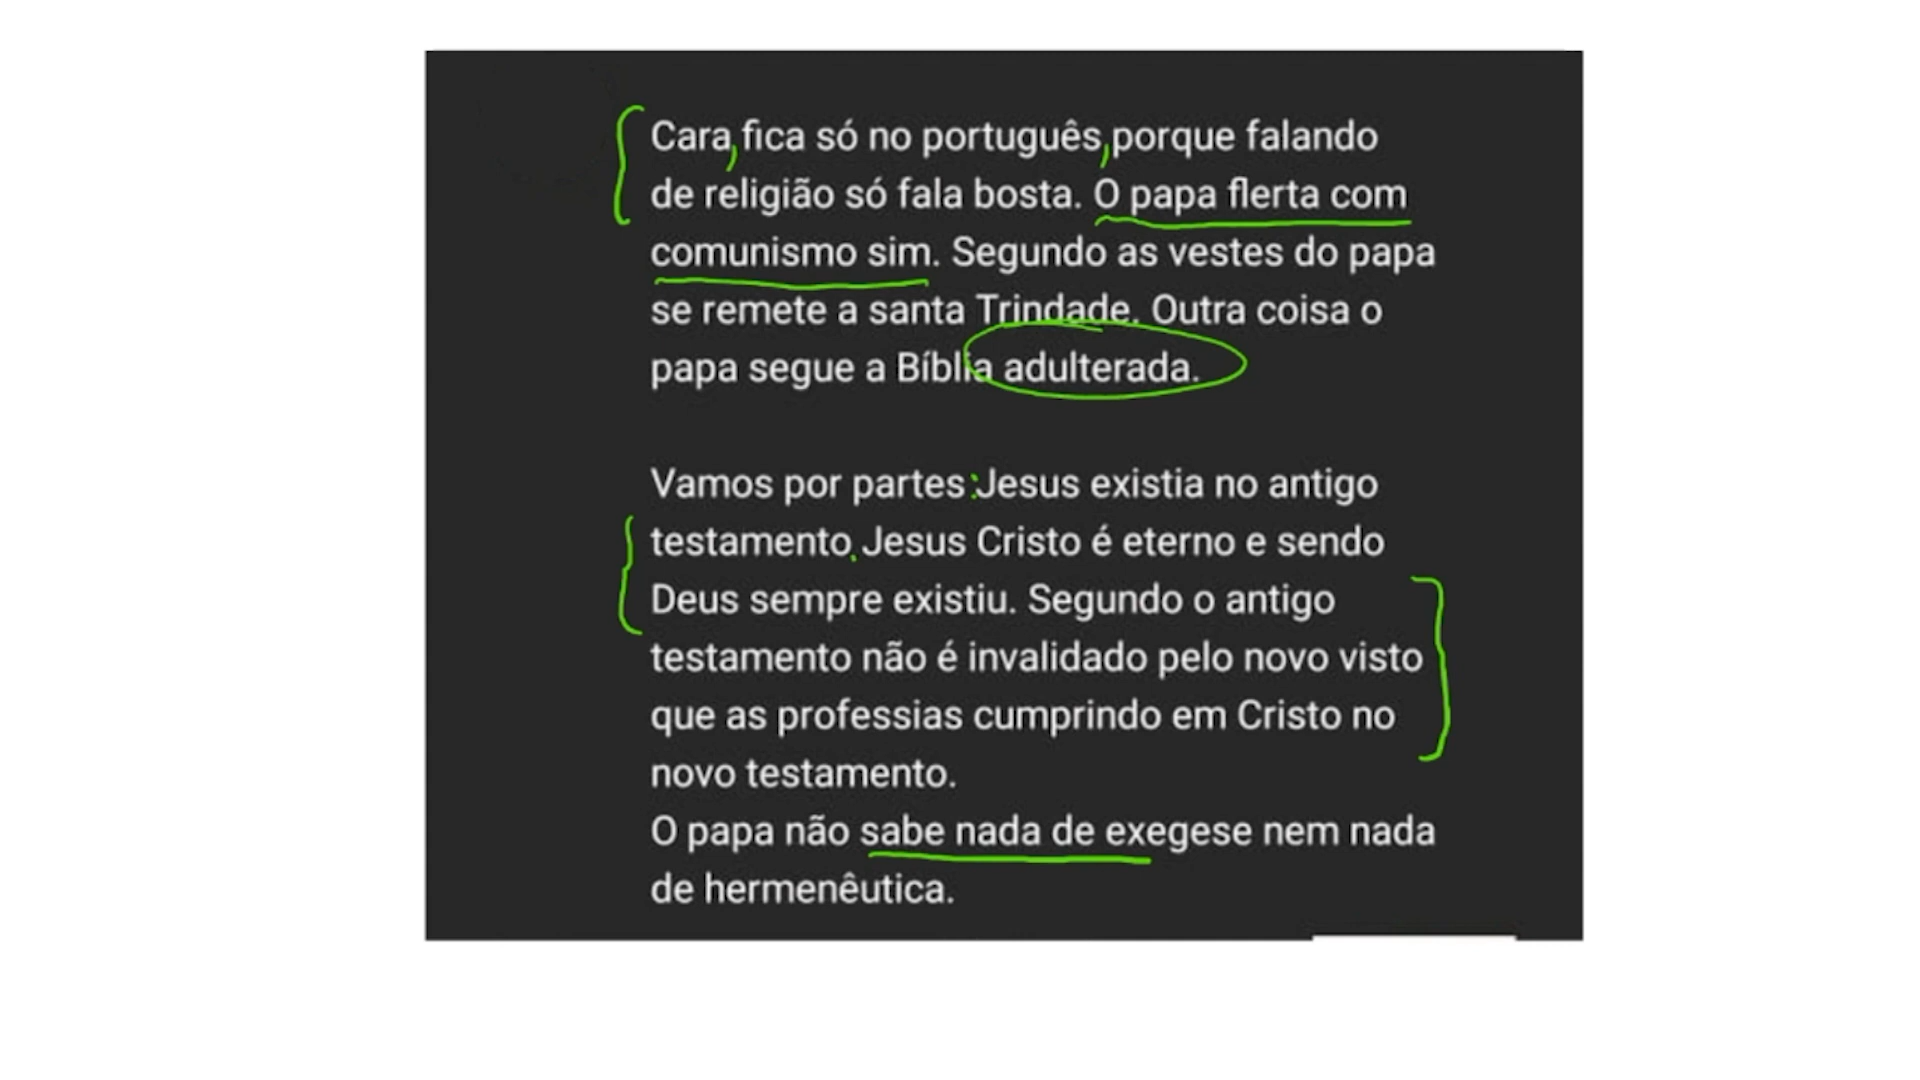 Cara, fica só no português, porque falando
de religião só fala bosta. O papa flerta com
comunismo sim. Segundo as vestes do papa
se remete a santa Trindade. Outra coisa o
papa segue a Bíblia adulterada.
Vamos por partes: Jesus existia no antigo
testamento. Jesus Cristo é eterno e sendo
Deus sempre existiu. Segundo o antigo
testamento não é invalidado pelo novo visto
que as professias cumprindo em Cristo no
novo testamento.
O papa não sabe nada de exegese nem nada
de hermenêutica.